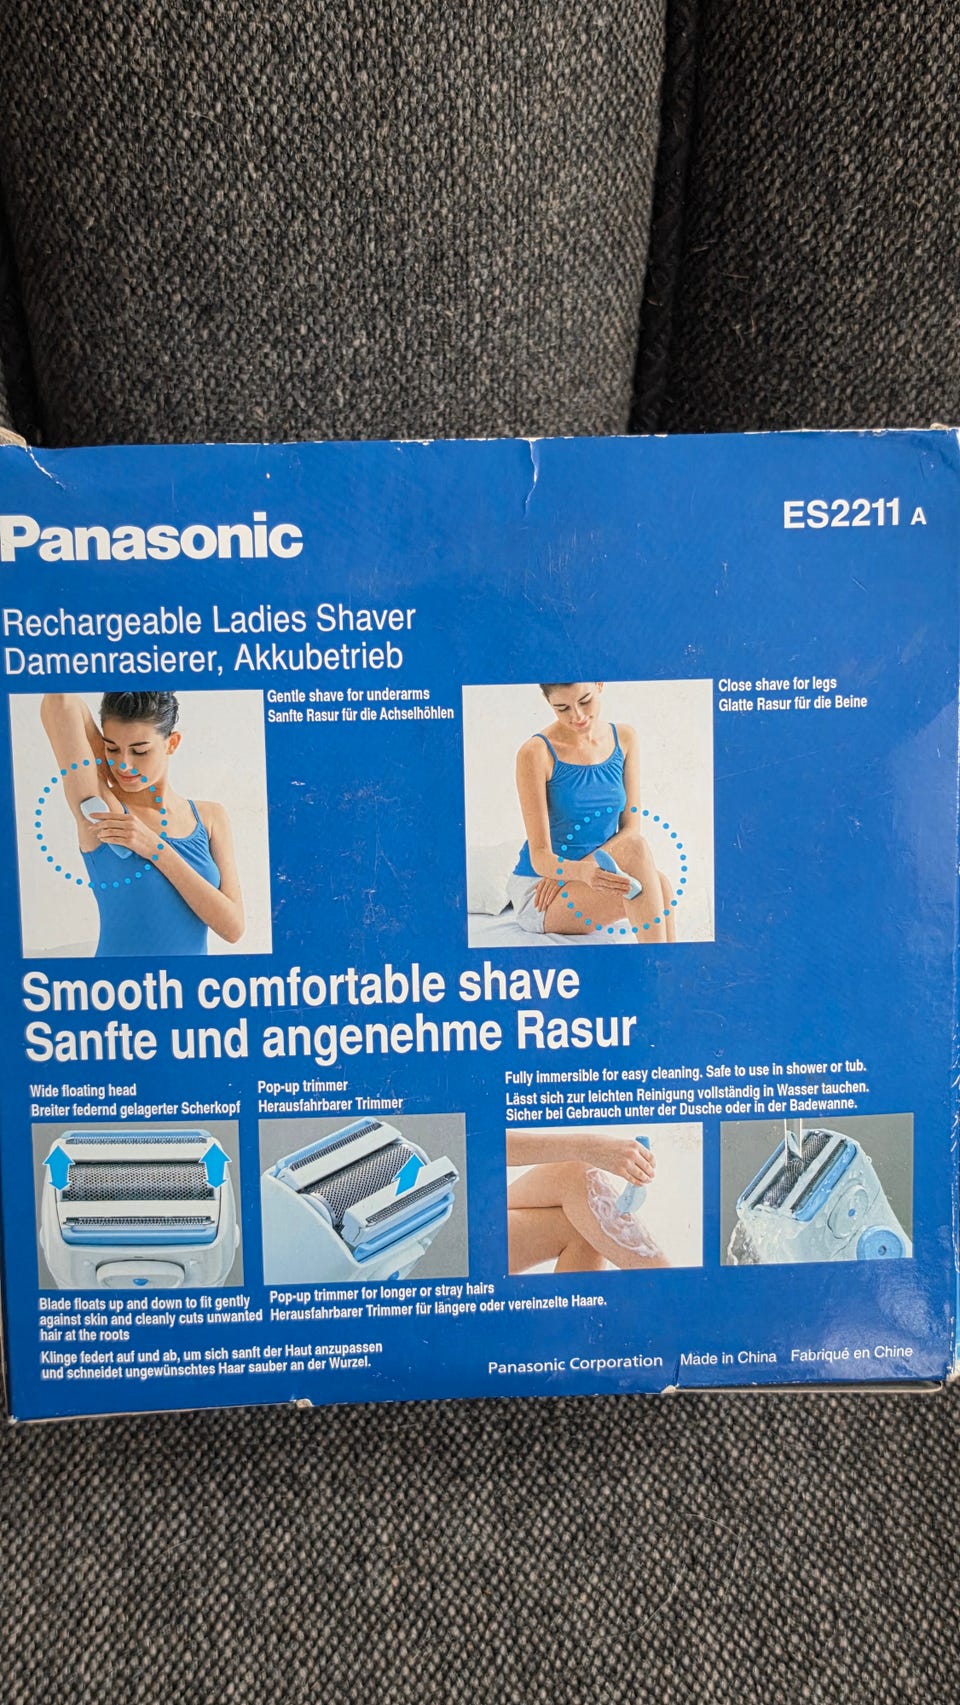 Panasonic
ES2211 A
Rechargeable Ladies Shaver
Damenrasierer, Akkubetrieb
Gentle shave for underarms
Sanfte Rasur für die Achselhöhlen
Close shave for legs
Glatte Rasur für die Beine
Smooth comfortable shave
Sanfte und angenehme Rasur
Wide floating head
Breiter federnd gelagerter Scherkopf
Pop-up trimmer
Herausfahrbarer Trimmer
Fully immersible for easy cleaning. Safe to use in shower or tub.
Lässt sich zur leichten Reinigung vollständig in Wasser tauchen.
Sicher bei Gebrauch unter der Dusche oder in der Badewanne.
Blade floats up and down to fit gently
against skin and cleanly cuts unwanted
hair at the roots
Klinge federt auf und ab, um sich sanft der Haut anzupassen
und schneidet ungewünschtes Haar sauber an der Wurzel.
Pop-up trimmer for longer or stray hairs
Herausfahrbarer Trimmer für längere oder vereinzelte Haare.
Panasonic Corporation Made in China Fabriqué en Chine